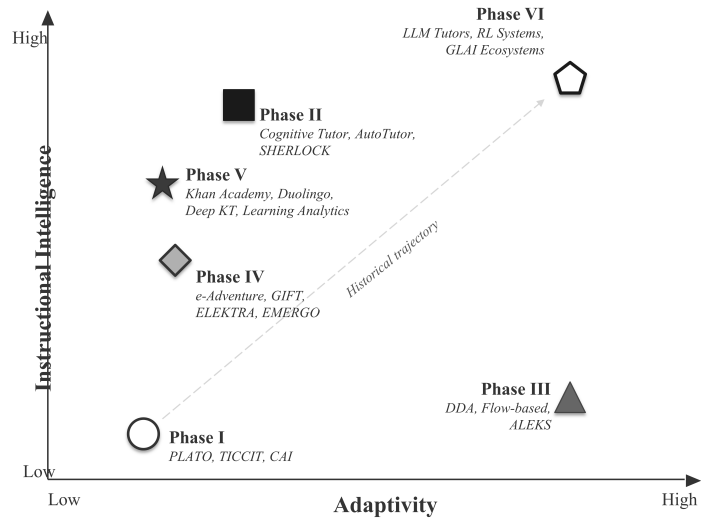 High
Phase VI
LLM Tutors, RL Systems,
GLAI Ecosystems
Phase II
Cognitive Tutor, AutoTutor,
SHERLOCK
Phase V
Khan Academy, Duolingo,
Deep KT, Learning Analytics
Instructional Intelligence
Historical trajectory
Phase IV
e-Adventure, GIFT,
ELEKTRA, EMERGO
Phase III
DDA, Flow-based,
ALEKS
Phase I
PLATO, TICCIT, CAI
Low
Low
Adaptivity
High